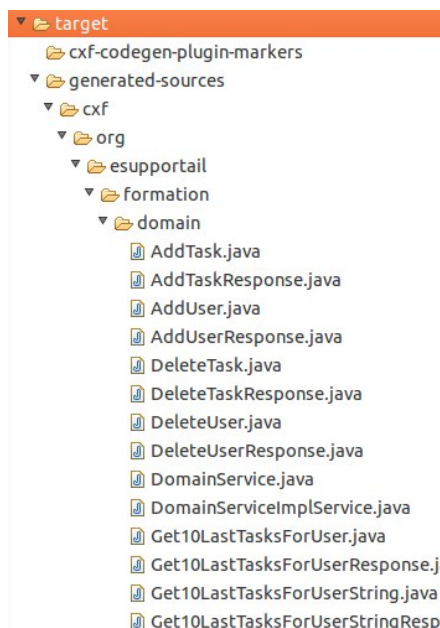 target
cxf-codegen-plugin-markers
generated-sources
cxf
org
esupportail
formation
domain
AddTask.java
AddTaskResponse.java
AddUser.java
AddUserResponse.java
DeleteTask.java
DeleteTaskResponse.java
DeleteUser.java
DeleteUserResponse.java
DomainService.java
DomainServiceImplService.java
Get10LastTasksForUser.java
Get10LastTasksForUserResponse.j
Get10LastTasksForUserString.java
Get10LastTasksForUserStringResp